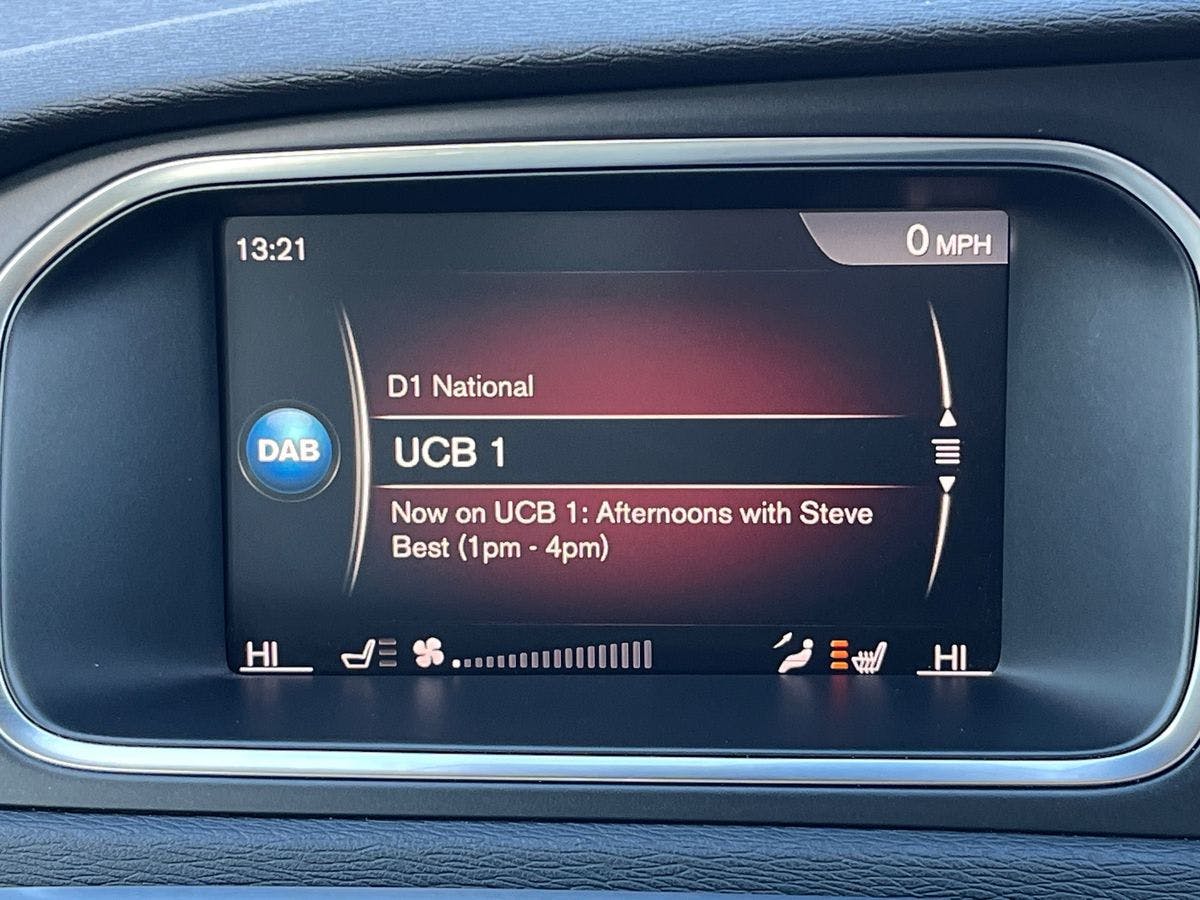 13:21
0 MPH
D1 National
DAB
UCB 1
Now on UCB 1: Afternoons with Steve
Best (1pm - 4pm)
HI
HI